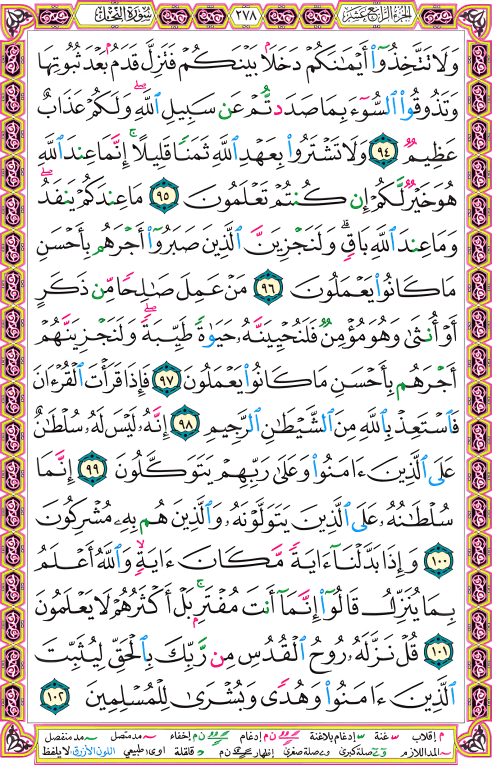 الجزء الرابع عشر ٢٧٨ سورة النحل
وَلَا تَتَّخِذُوٓا۟ أَيْمَـٰنَكُمْ دَخَلًۢا بَيْنَكُمْ فَتَزِلَّ قَدَمٌۢ بَعْدَ ثُبُوتِهَا
وَتَذُوقُوا۟ ٱلسُّوٓءَ بِمَا صَدَدتُّمْ عَن سَبِيلِ ٱللَّهِ ۖ وَلَكُمْ عَذَابٌ
عَظِيمٌ ٩٤ وَلَا تَشْتَرُوا۟ بِعَهْدِ ٱللَّهِ ثَمَنًا قَلِيلًا ۚ إِنَّمَا عِندَ ٱللَّهِ
هُوَ خَيْرٌ لَّكُمْ إِن كُنتُمْ تَعْلَمُونَ ٩٥ مَا عِندَكُمْ يَنفَدُ ۖ
وَمَا عِندَ ٱللَّهِ بَاقٍ ۗ وَلَنَجْزِيَنَّ ٱلَّذِينَ صَبَرُوٓا۟ أَجْرَهُم بِأَحْسَنِ
مَا كَانُوا۟ يَعْمَلُونَ ٩٦ مَنْ عَمِلَ صَـٰلِحًا مِّن ذَكَرٍ
أَوْ أُنثَىٰ وَهُوَ مُؤْمِنٌ فَلَنُحْيِيَنَّهُۥ حَيَوٰةً طَيِّبَةً ۖ وَلَنَجْزِيَنَّهُمْ
أَجْرَهُم بِأَحْسَنِ مَا كَانُوا۟ يَعْمَلُونَ ٩٧ فَإِذَا قَرَأْتَ ٱلْقُرْءَانَ
فَٱسْتَعِذْ بِٱللَّهِ مِنَ ٱلشَّيْطَـٰنِ ٱلرَّجِيمِ ٩٨ إِنَّهُۥ لَيْسَ لَهُۥ سُلْطَـٰنٌ
عَلَى ٱلَّذِينَ ءَامَنُوا۟ وَعَلَىٰ رَبِّهِمْ يَتَوَكَّلُونَ ٩٩ إِنَّمَا
سُلْطَـٰنُهُۥ عَلَى ٱلَّذِينَ يَتَوَلَّوْنَهُۥ وَٱلَّذِينَ هُم بِهِۦ مُشْرِكُونَ
١٠٠ وَإِذَا بَدَّلْنَآ ءَايَةً مَّكَانَ ءَايَةٍ ۙ وَٱللَّهُ أَعْلَمُ
بِمَا يُنَزِّلُ قَالُوٓا۟ إِنَّمَآ أَنتَ مُفْتَرٍۭ ۚ بَلْ أَكْثَرُهُمْ لَا يَعْلَمُونَ
١٠١ قُلْ نَزَّلَهُۥ رُوحُ ٱلْقُدُسِ مِن رَّبِّكَ بِٱلْحَقِّ لِيُثَبِّتَ
ٱلَّذِينَ ءَامَنُوا۟ وَهُدًى وَبُشْرَىٰ لِلْمُسْلِمِينَ ١٠٢
م إقلاب س غنة س إدغام بلا غنة ن م إدغام ن م إخفاء مد متصل مد منفصل
المد اللازم وصلة كبرى وصلة صغرى إظهار قلقلة أوى طبيعي اللون الأزرق لا يلفظ